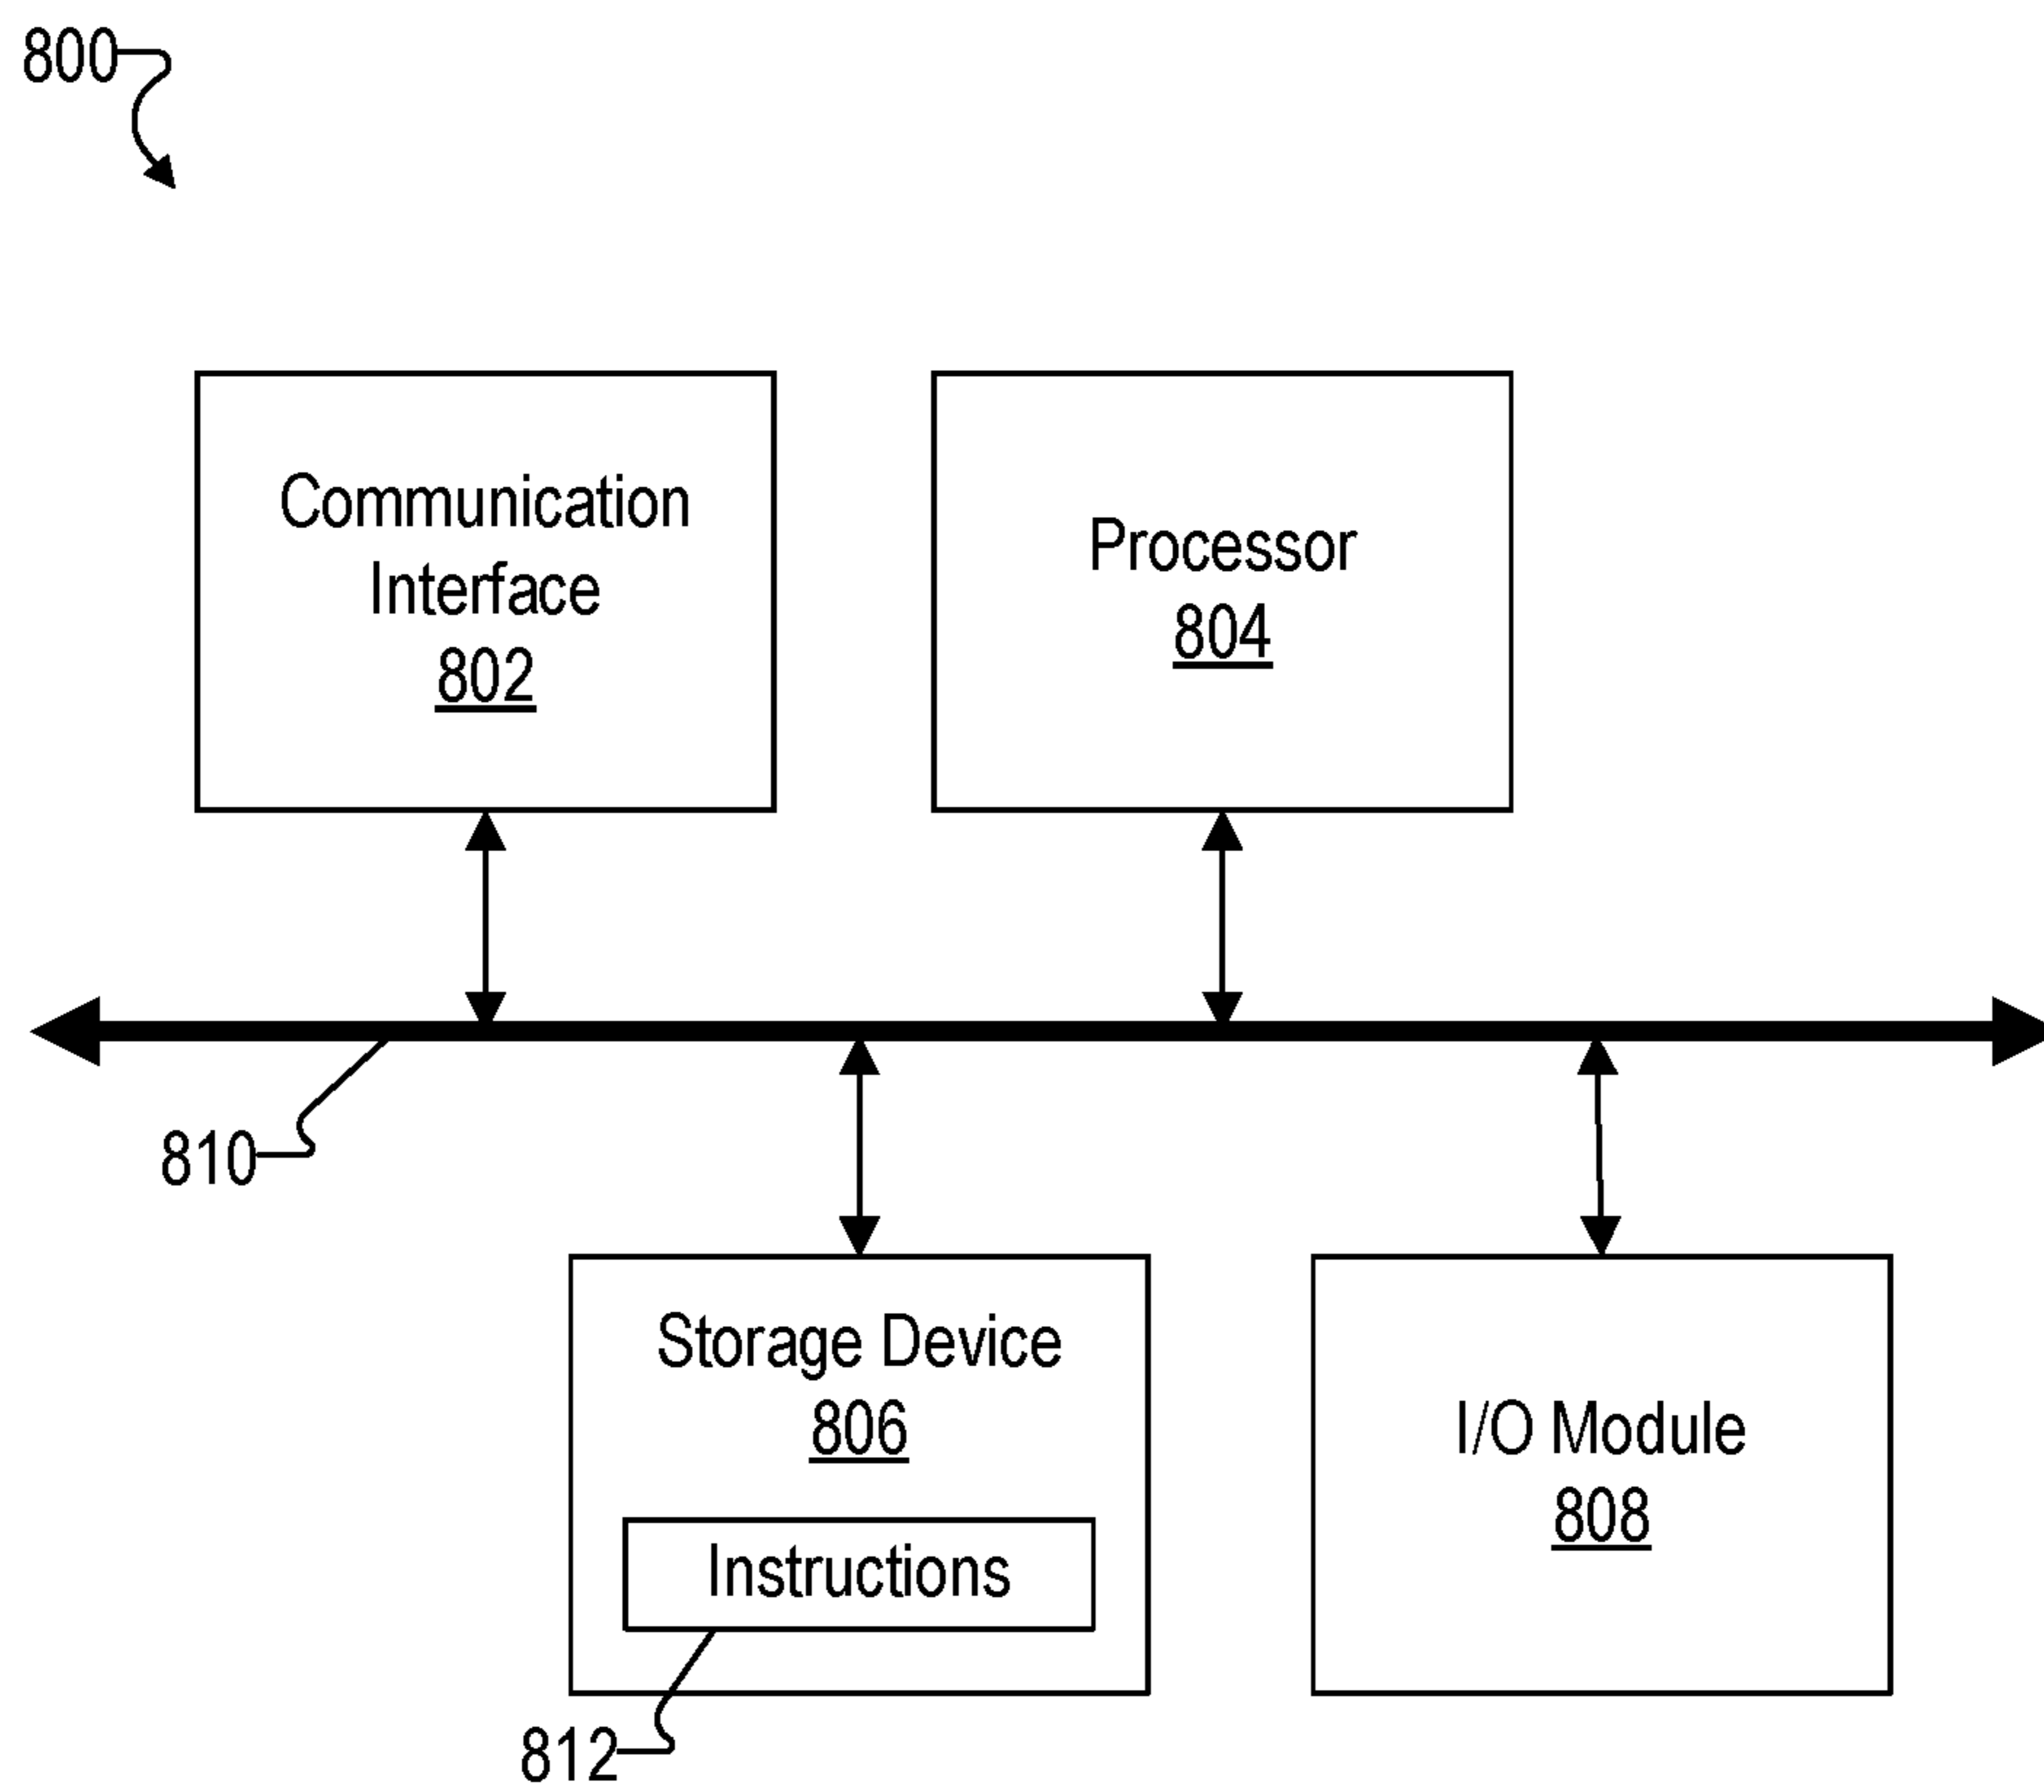 800
Communication
Interface
802
Processor
804
810
Storage Device
806
Instructions
812
I/O Module
808